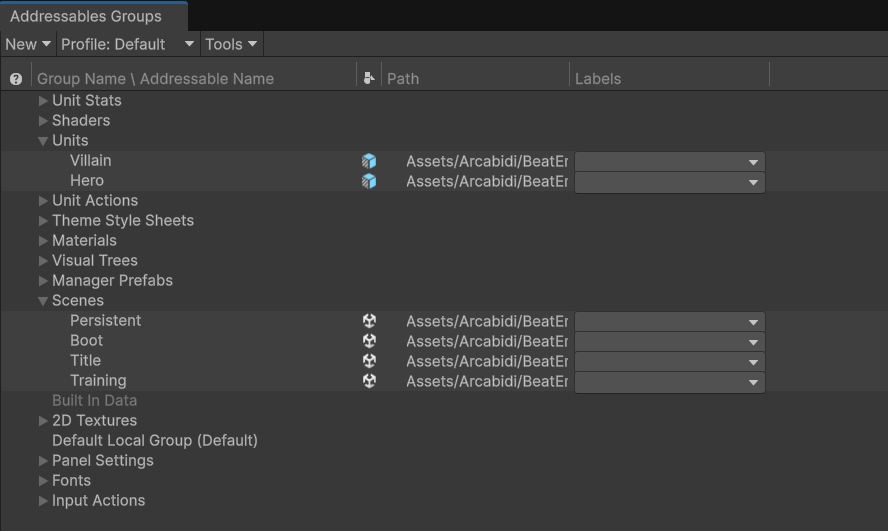 Addressables Groups
New Profile: Default Tools
? Group Name \ Addressable Name Path Labels
Unit Stats
Shaders
Units
Villain Assets/Arcabidi/BeatEr
Hero Assets/Arcabidi/BeatEr
Unit Actions
Theme Style Sheets
Materials
Visual Trees
Manager Prefabs
Scenes
Persistent Assets/Arcabidi/BeatEr
Boot Assets/Arcabidi/BeatEr
Title Assets/Arcabidi/BeatEr
Training Assets/Arcabidi/BeatEr
Built In Data
2D Textures
Default Local Group (Default)
Panel Settings
Fonts
Input Actions